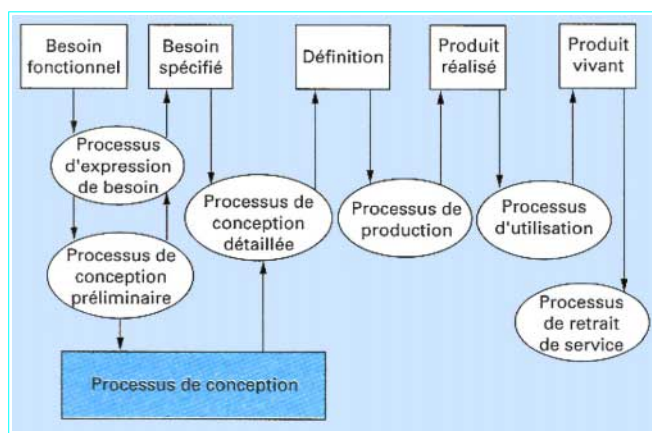 Besoin
fonctionnel
Besoin
spécifié
Définition
Produit
réalisé
Produit
vivant
Processus
d'expression
de besoin
Processus de
conception
détaillée
Processus de
production
Processus
d'utilisation
Processus de
conception
préliminaire
Processus
de retrait
de service
Processus de conception